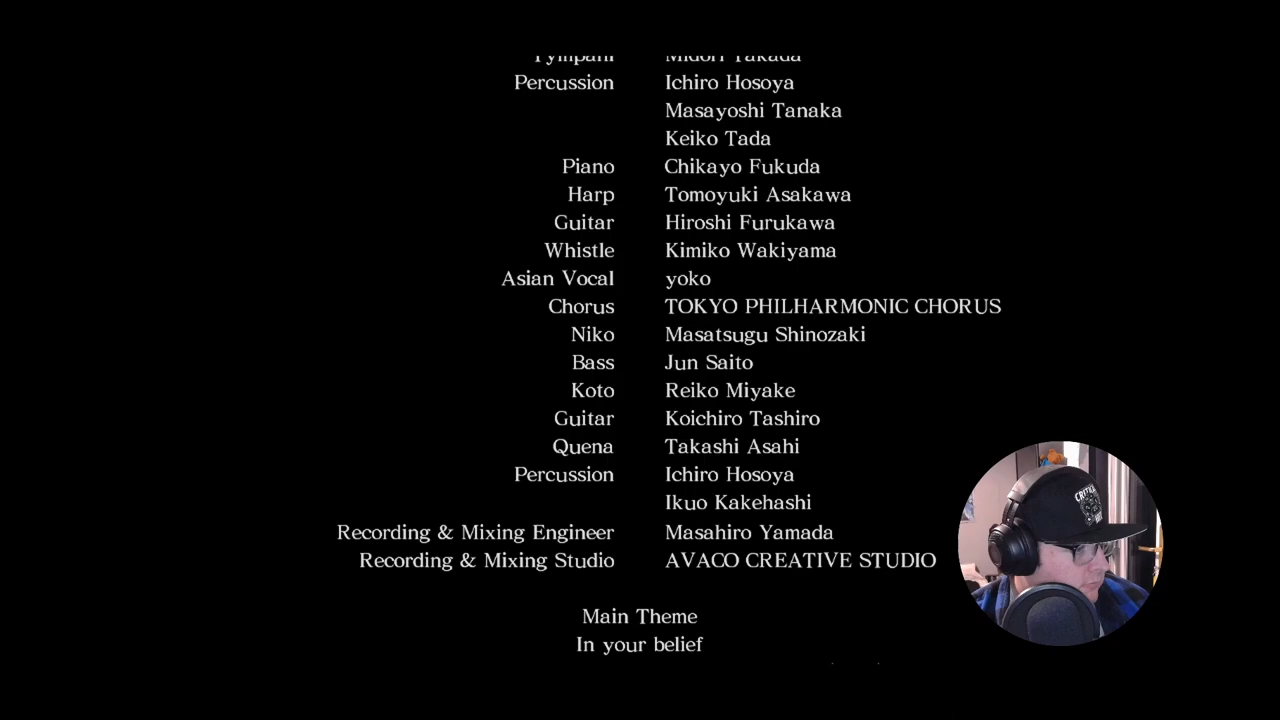 Tympani Midori Takada
Percussion Ichiro Hosoya
Masayoshi Tanaka
Keiko Tada
Piano Chikayo Fukuda
Harp Tomoyuki Asakawa
Guitar Hiroshi Furukawa
Whistle Kimiko Wakiyama
Asian Vocal yoko
Chorus TOKYO PHILHARMONIC CHORUS
Niko Masatsugu Shinozaki
Bass Jun Saito
Koto Reiko Miyake
Guitar Koichiro Tashiro
Quena Takashi Asahi
Percussion Ichiro Hosoya
Ikuo Kakehashi
Recording & Mixing Engineer Masahiro Yamada
Recording & Mixing Studio AVACO CREATIVE STUDIO
Main Theme
In your belief